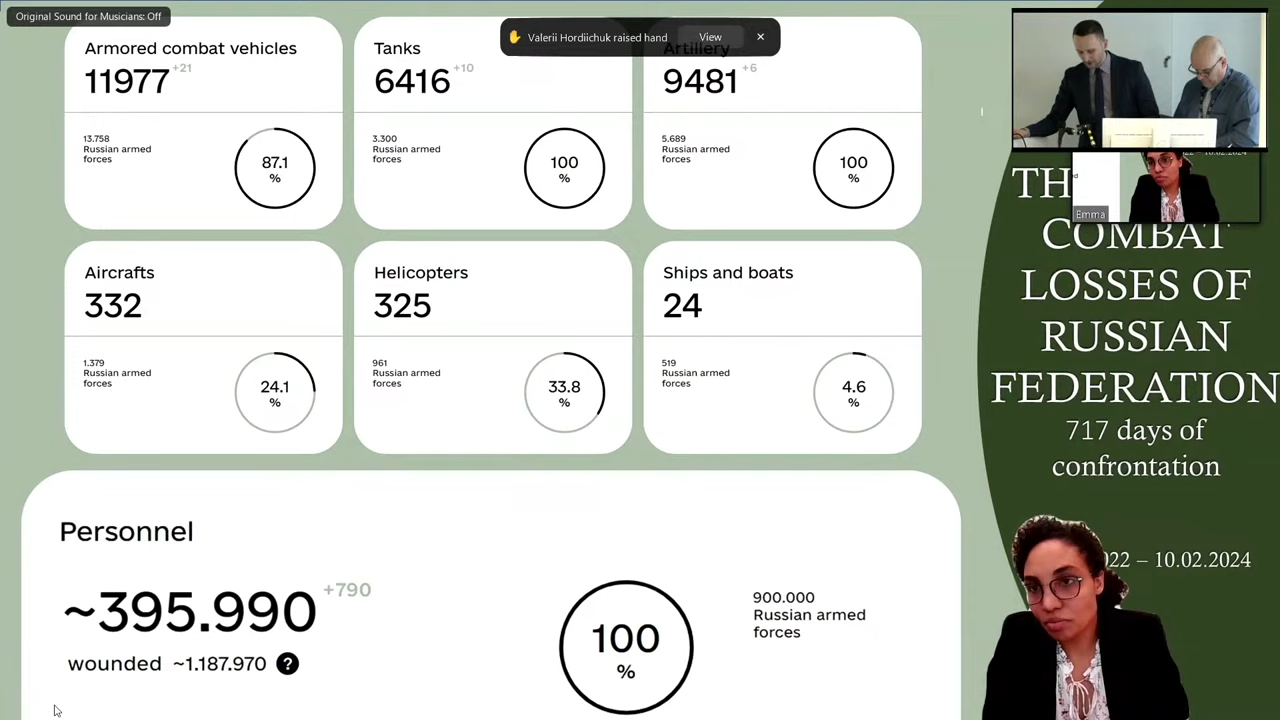 Original Sound for Musicians: Off
Valerii Hordiichuk raised hand
View
Armored combat vehicles
11977 +21
13.758
Russian armed
forces
87.1
%
Tanks
6416 +10
3.300
Russian armed
forces
100
%
Artillery
9481 +6
5.689
Russian armed
forces
100
%
Aircrafts
332
1.379
Russian armed
forces
24.1
%
Helicopters
325
961
Russian armed
forces
33.8
%
Ships and boats
24
519
Russian armed
forces
4.6
%
Personnel
~395.990 +790
wounded ~1.187.970 ?
100
%
900.000
Russian armed
forces
Emma
TH
COMBAT
LOSSES OF
RUSSIAN
FEDERATION
717 days of
confrontation
22 – 10.02.2024